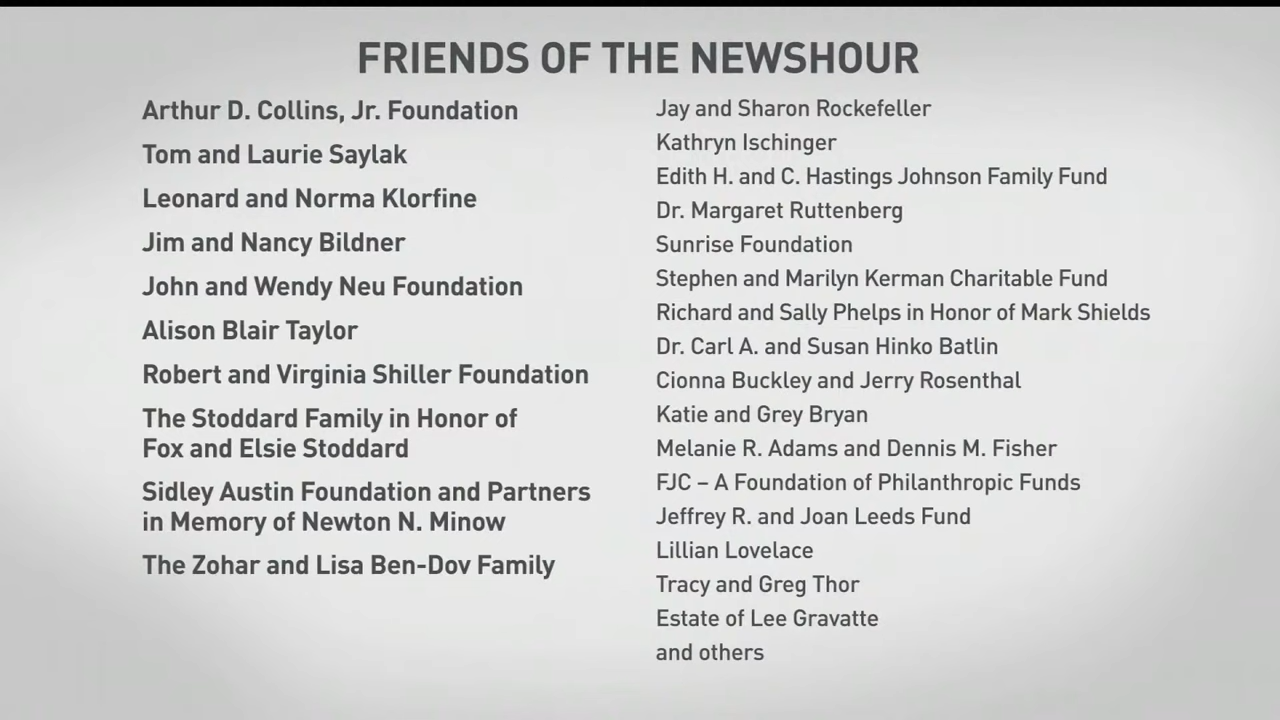 FRIENDS OF THE NEWSHOUR
Arthur D. Collins, Jr. Foundation
Tom and Laurie Saylak
Leonard and Norma Klorfine
Jim and Nancy Bildner
John and Wendy Neu Foundation
Alison Blair Taylor
Robert and Virginia Shiller Foundation
The Stoddard Family in Honor of
Fox and Elsie Stoddard
Sidley Austin Foundation and Partners
in Memory of Newton N. Minow
The Zohar and Lisa Ben-Dov Family
Jay and Sharon Rockefeller
Kathryn Ischinger
Edith H. and C. Hastings Johnson Family Fund
Dr. Margaret Ruttenberg
Sunrise Foundation
Stephen and Marilyn Kerman Charitable Fund
Richard and Sally Phelps in Honor of Mark Shields
Dr. Carl A. and Susan Hinko Batlin
Cionna Buckley and Jerry Rosenthal
Katie and Grey Bryan
Melanie R. Adams and Dennis M. Fisher
FJC – A Foundation of Philanthropic Funds
Jeffrey R. and Joan Leeds Fund
Lillian Lovelace
Tracy and Greg Thor
Estate of Lee Gravatte
and others